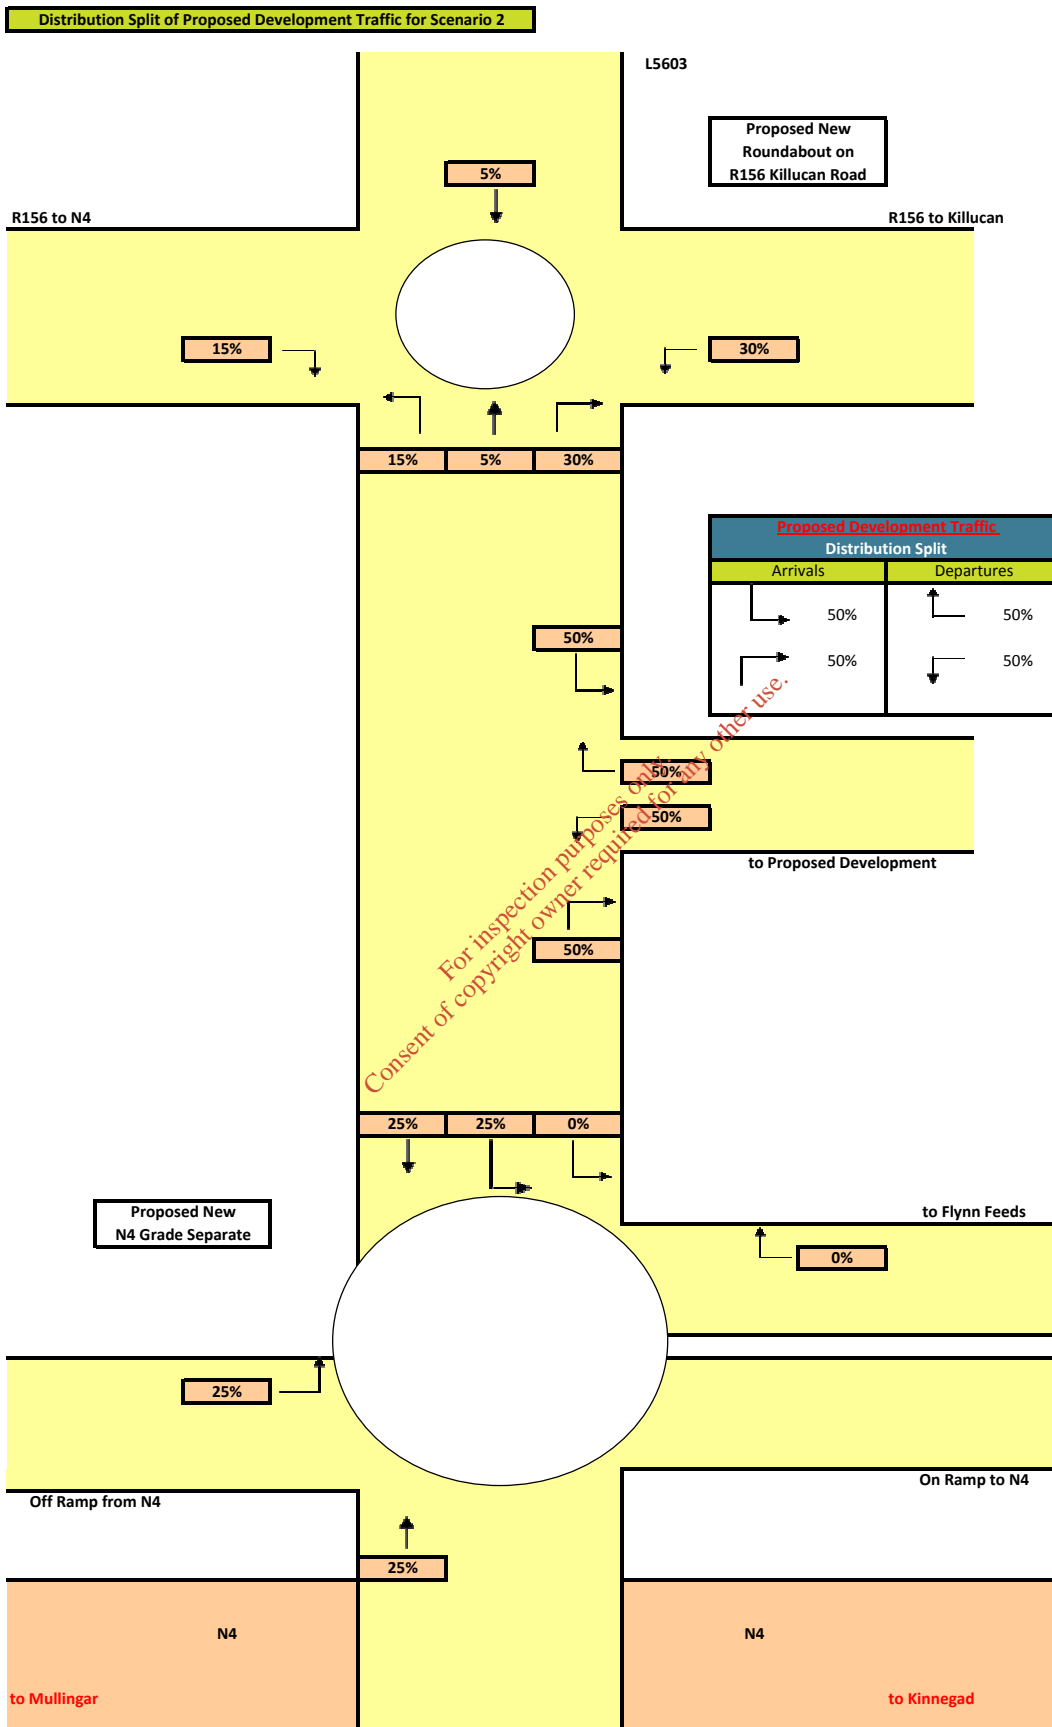 Distribution Split of Proposed Development Traffic for Scenario 2
L5603
Proposed New
Roundabout on
R156 Killucan Road
5%
R156 to N4
R156 to Killucan
15%
30%
15% 5% 30%
Proposed Development Traffic
Distribution Split
Arrivals Departures
50% 50%
50% 50%
50%
50%
50%
to Proposed Development
50%
For inspection purposes only.
Consent of copyright owner required for any other use.
25% 25% 0%
Proposed New
N4 Grade Separate
to Flynn Feeds
0%
25%
On Ramp to N4
Off Ramp from N4
25%
N4
N4
to Mullingar
to Kinnegad